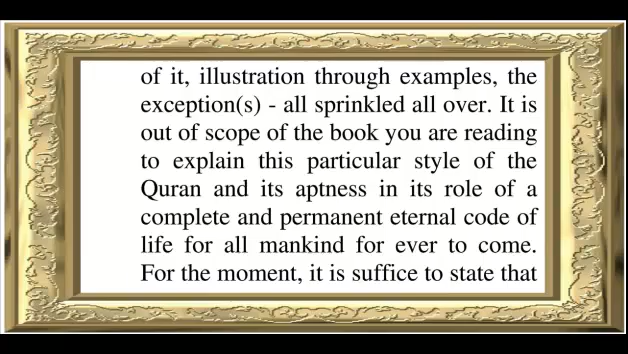 of it, illustration through examples, the
exception(s) - all sprinkled all over. It is
out of scope of the book you are reading
to explain this particular style of the
Quran and its aptness in its role of a
complete and permanent eternal code of
life for all mankind for ever to come.
For the moment, it is suffice to state that